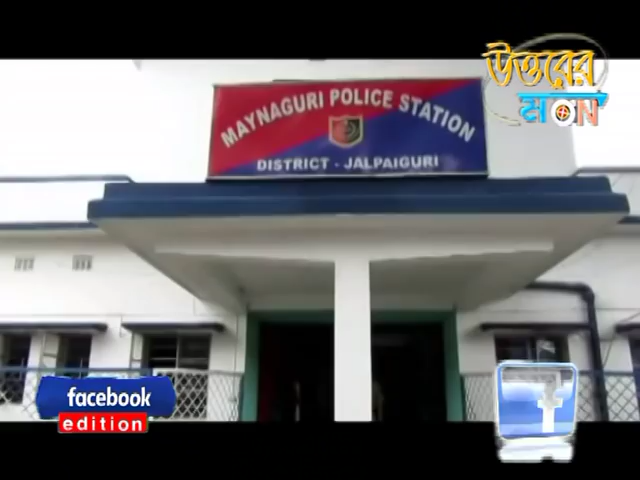 উত্তরের
MAYNAGURI POLICE STATION
DISTRICT - JALPAIGURI
facebook
edition
f